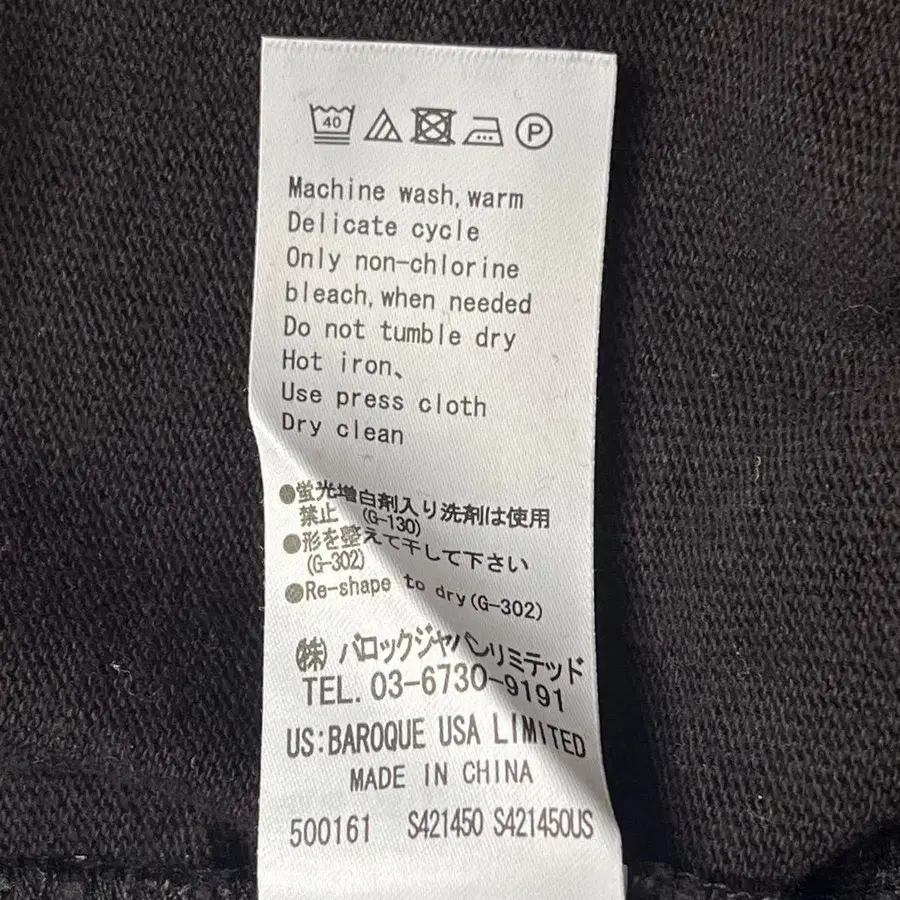 40 P
Machine wash,warm
Delicate cycle
Only non-chlorine
bleach,when needed
Do not tumble dry
Hot iron、
Use press cloth
Dry clean
●蛍光増白剤入り洗剤は使用
禁止 (G-130)
●形を整えて干して下さい
(G-302)
●Re-shape to dry(G-302)
(株) バロックジャパンリミテッド
TEL. 03-6730-9191
US:BAROQUE USA LIMITED
MADE IN CHINA
500161 S421450 S421450US